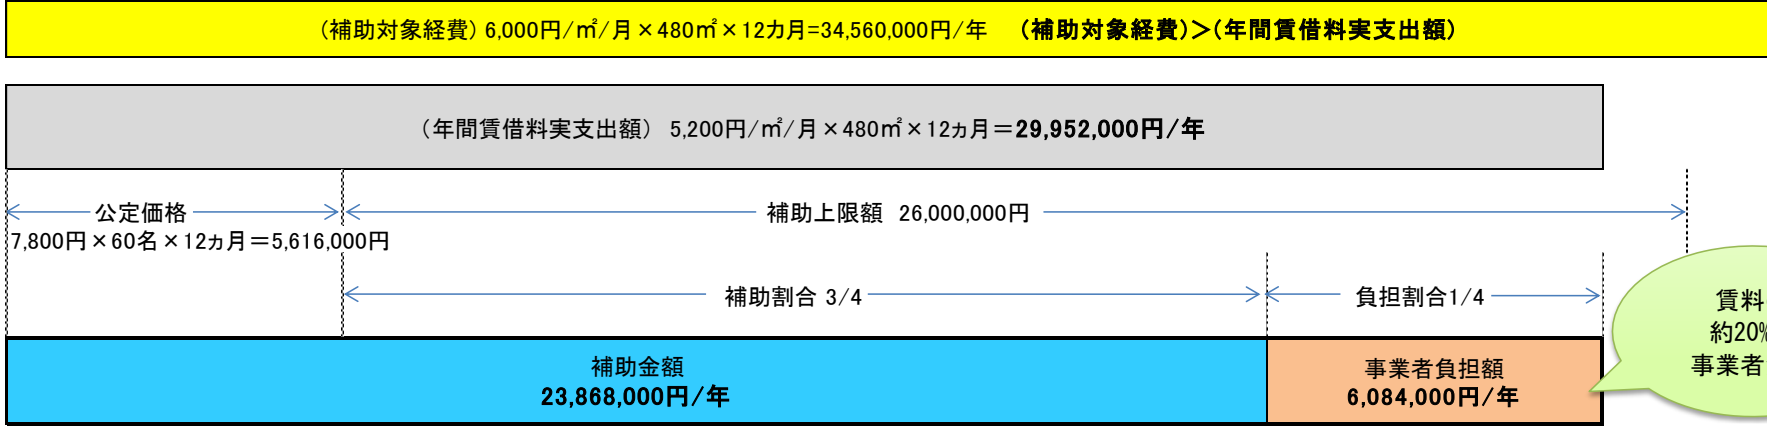 (補助対象経費) 6,000円/㎡/月×480㎡×12カ月=34,560,000円/年 (補助対象経費)>(年間賃借料実支出額)
(年間賃借料実支出額) 5,200円/㎡/月×480㎡×12ヵ月=29,952,000円/年
公定価格
補助上限額 26,000,000円
7,800円×60名×12ヵ月=5,616,000円
補助割合 3/4
負担割合1/4
賃料
約20%
事業者
補助金額
23,868,000円/年
事業者負担額
6,084,000円/年